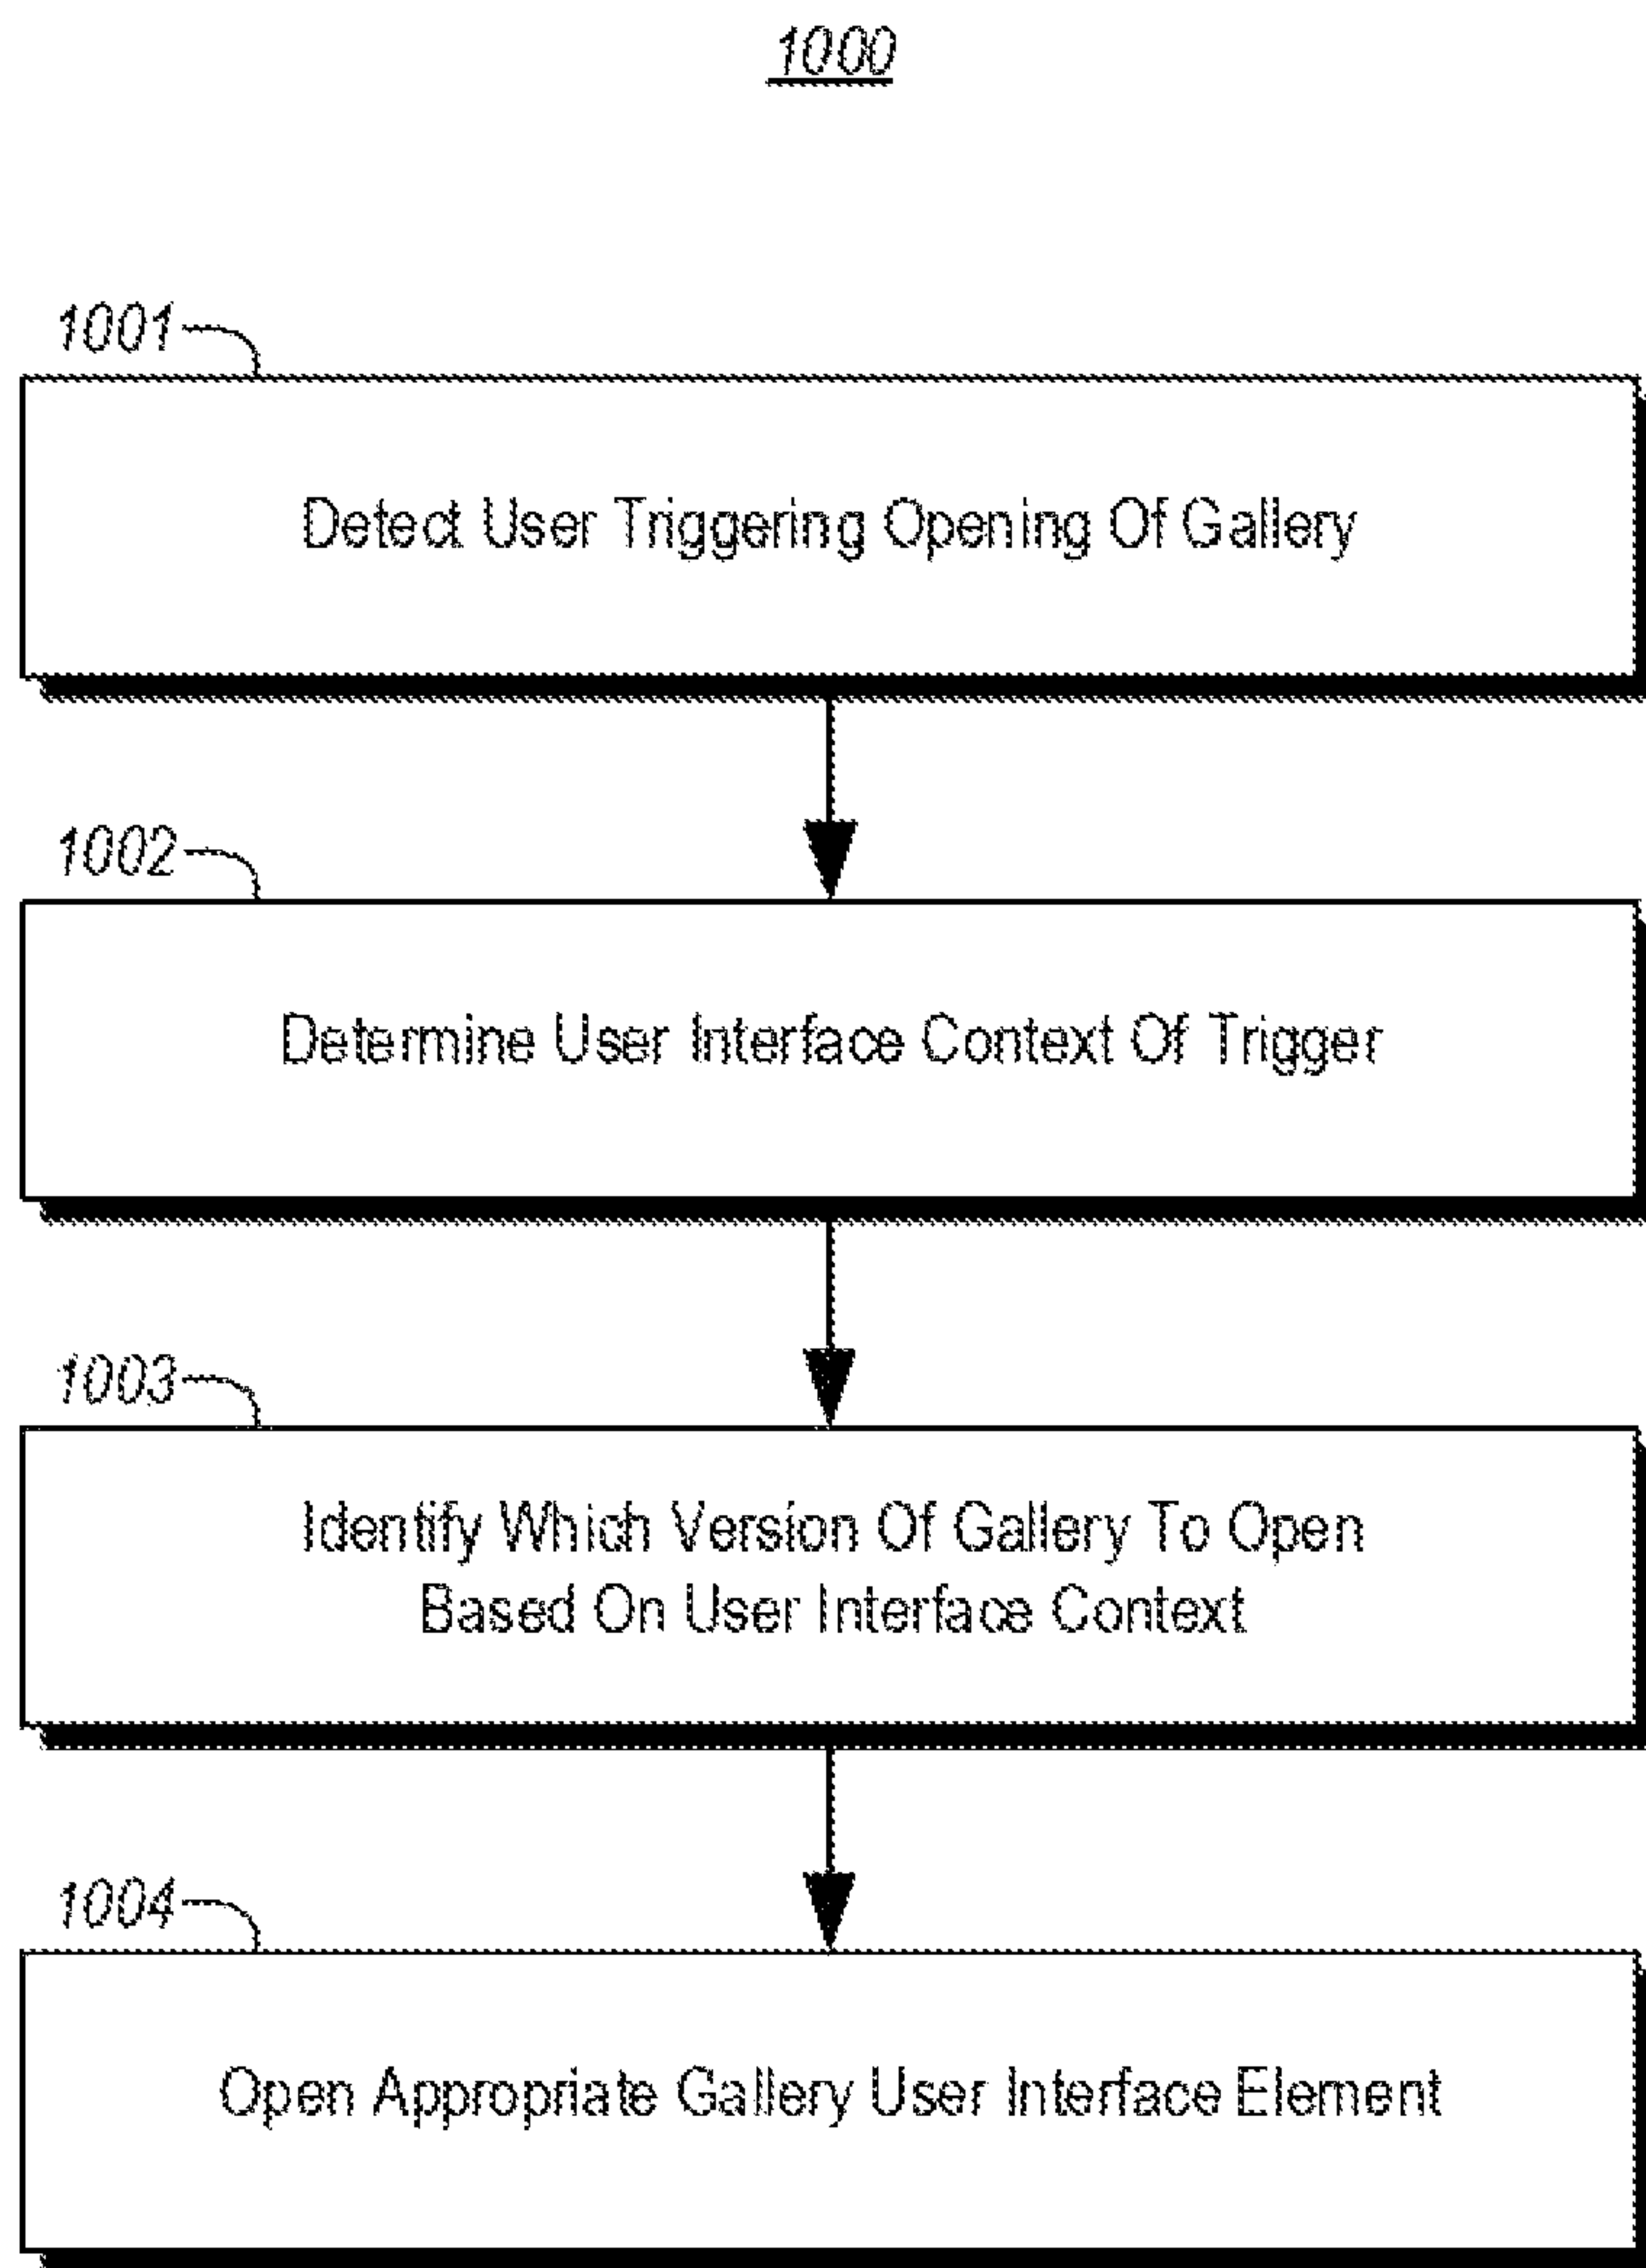 1000
1001
Detect User Triggering Opening Of Gallery
1002
Determine User Interface Context Of Trigger
1003
Identify Which Version Of Gallery To Open
Based On User Interface Context
1004
Open Appropriate Gallery User Interface Element